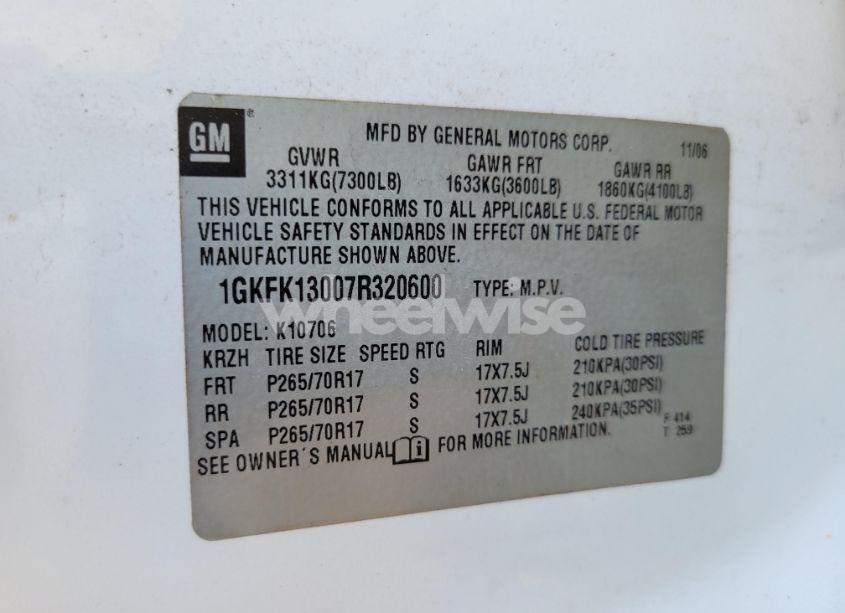 GM ®
MFD BY GENERAL MOTORS CORP. 11/06
GVWR GAWR FRT GAWR RR
3311KG(7300LB) 1633KG(3600LB) 1860KG(4100LB)
THIS VEHICLE CONFORMS TO ALL APPLICABLE U.S. FEDERAL MOTOR
VEHICLE SAFETY STANDARDS IN EFFECT ON THE DATE OF
MANUFACTURE SHOWN ABOVE.
1GKFK13007R320600 TYPE: M.P.V.
wheelwise
MODEL: K10706
KRZH TIRE SIZE SPEED RTG RIM COLD TIRE PRESSURE
FRT P265/70R17 S 17X7.5J 210KPA(30PSI)
RR P265/70R17 S 17X7.5J 210KPA(30PSI)
SPA P265/70R17 S 17X7.5J 240KPA(35PSI)
F 414
T 259
SEE OWNER'S MANUAL i FOR MORE INFORMATION.